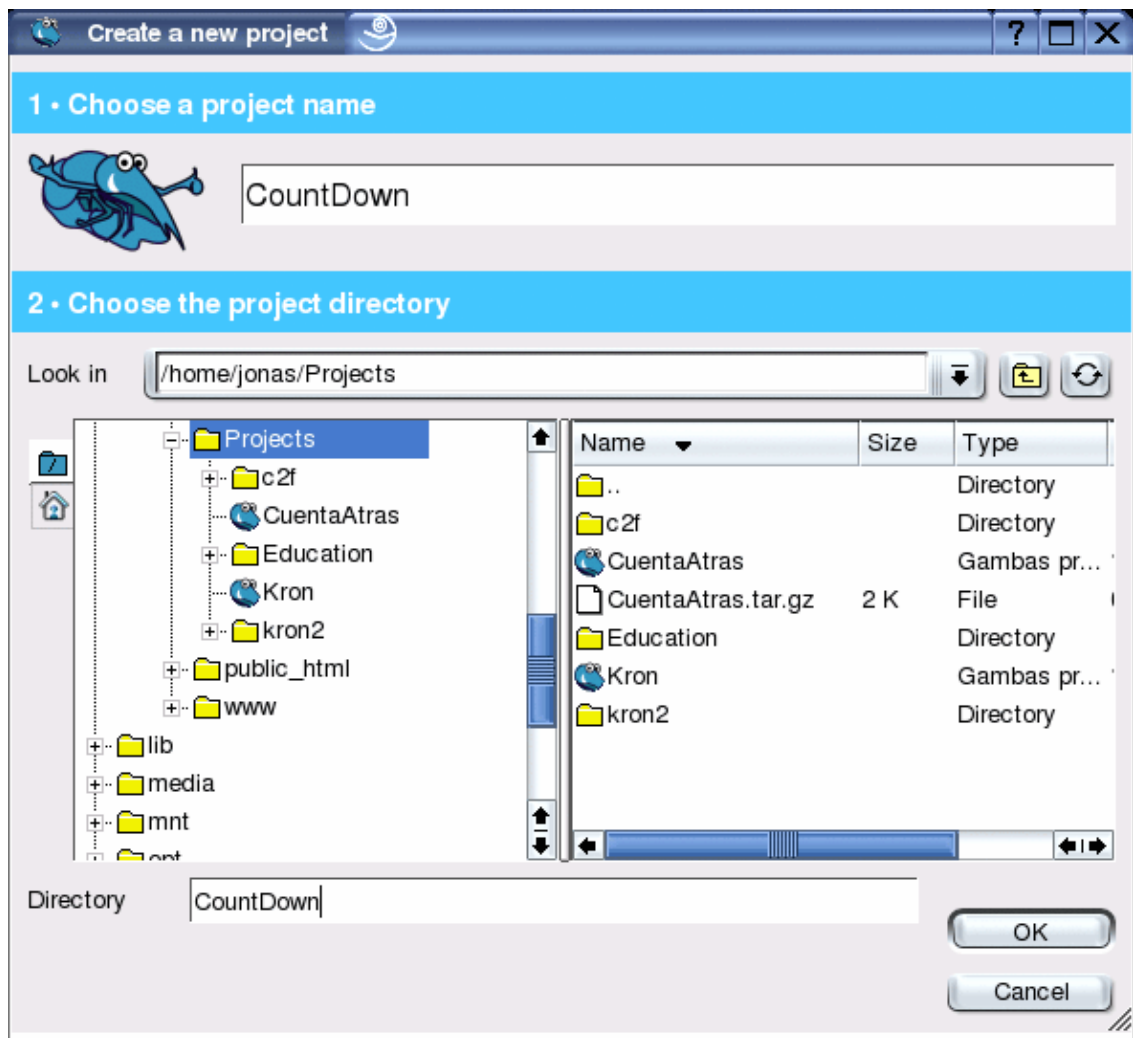 Create a new project
1 • Choose a project name
CountDown
2 • Choose the project directory
Look in /home/jonas/Projects
Projects
c2f
CuentaAtras
Education
Kron
kron2
public_html
www
lib
media
mnt
Name Size Type
.. Directory
c2f Directory
CuentaAtras Gambas pr...
CuentaAtras.tar.gz 2 K File
Education Directory
Kron Gambas pr...
kron2 Directory
Directory CountDown
OK
Cancel